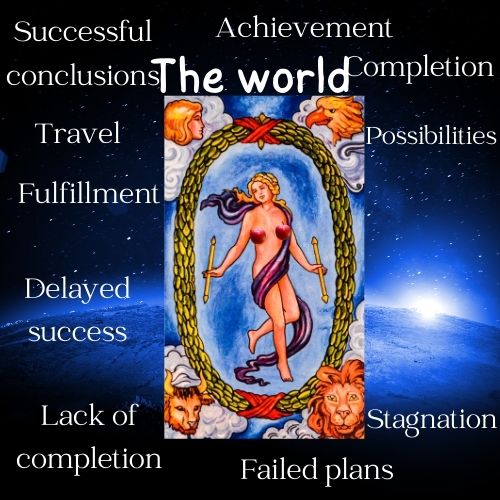 Successful
conclusions
Achievement
The world
Completion
Travel
Possibilities
Fulfillment
Delayed
success
Lack of
completion
Stagnation
Failed plans